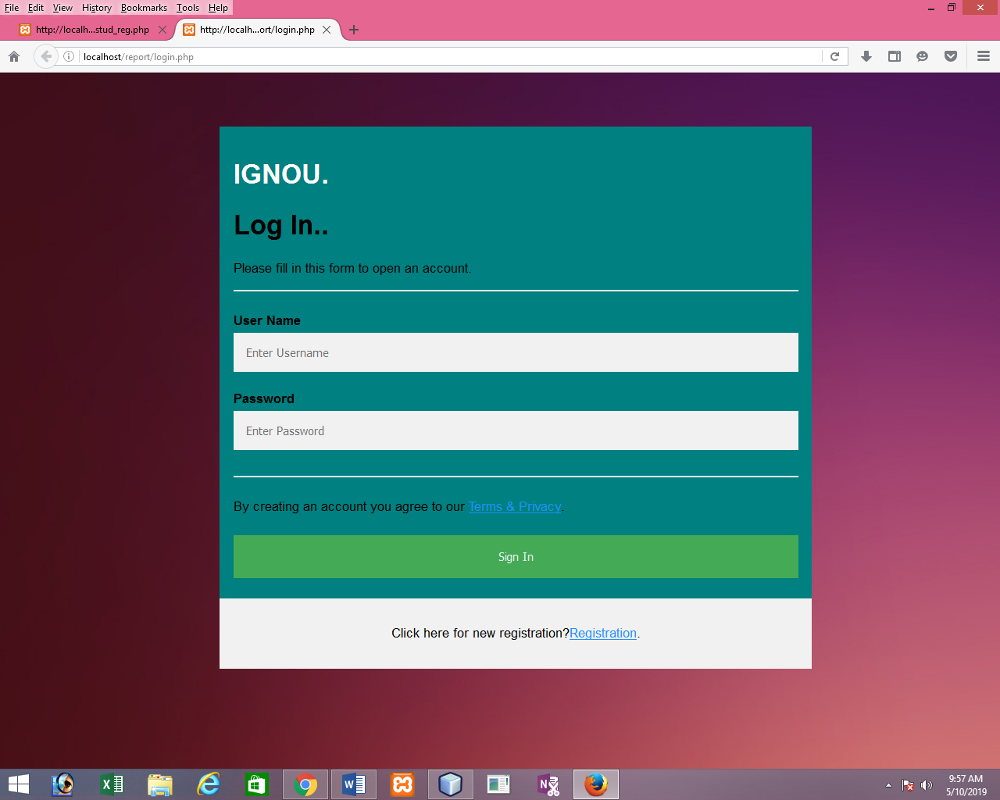 File Edit View History Bookmarks Tools Help
http://localh...stud_reg.php http://localh...ort/login.php
localhost/report/login.php
IGNOU.
Log In..
Please fill in this form to open an account.
User Name
Enter Username
Password
Enter Password
By creating an account you agree to our Terms & Privacy.
Sign In
Click here for new registration?Registration.
9:57 AM
5/10/2019